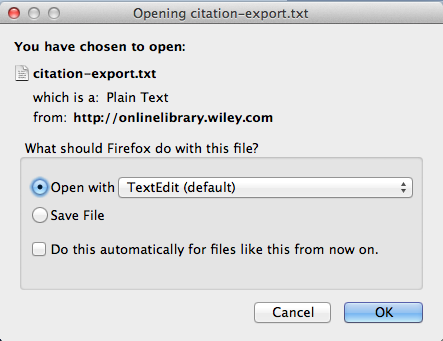 Opening citation-export.txt
You have chosen to open:
citation-export.txt
which is a: Plain Text
from: http://onlinelibrary.wiley.com
What should Firefox do with this file?
Open with TextEdit (default)
Save File
Do this automatically for files like this from now on.
Cancel OK